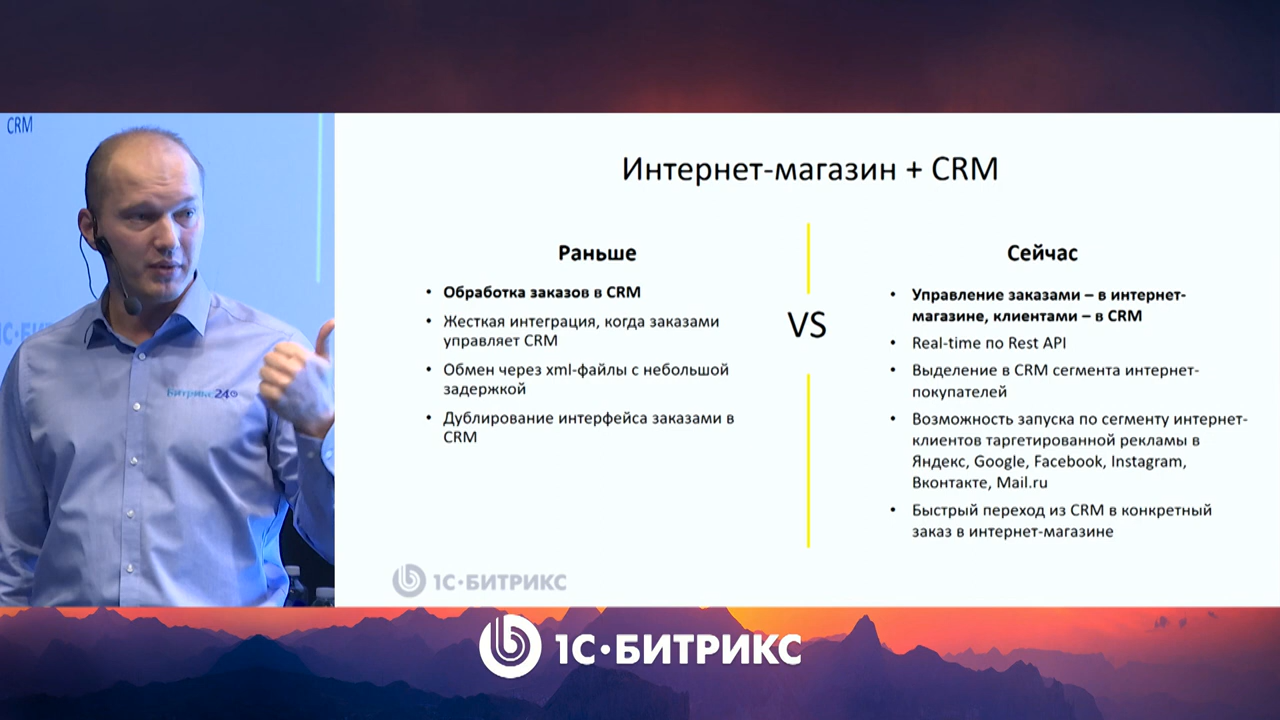 CRM
Интернет-магазин + CRM
Раньше
• Обработка заказов в CRM
• Жесткая интеграция, когда заказами
управляет CRM
• Обмен через xml-файлы с небольшой
задержкой
• Дублирование интерфейса заказами в
CRM
VS
Сейчас
• Управление заказами – в интернет-
магазине, клиентами – в CRM
• Real-time по Rest API
• Выделение в CRM сегмента интернет-
покупателей
• Возможность запуска по сегменту интернет-
клиентов таргетированной рекламы в
Яндекс, Google, Facebook, Instagram,
Вконтакте, Mail.ru
• Быстрый переход из CRM в конкретный
заказ в интернет-магазине
Битрикс24
1С·БИТРИКС
1С·БИТРИКС